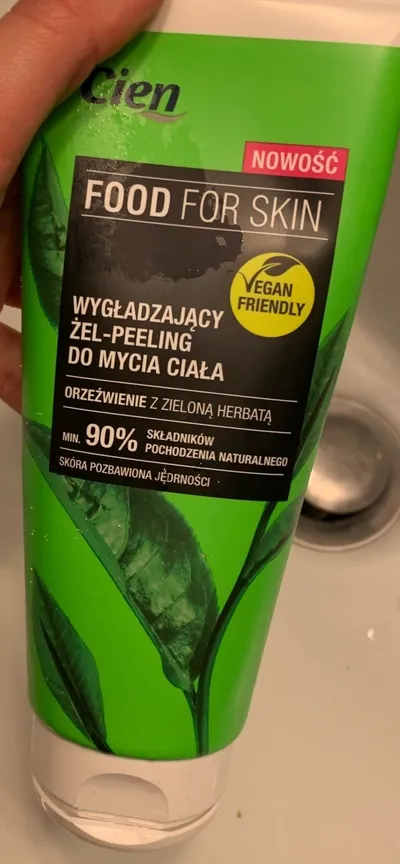 Cien
NOWOŚĆ
FOOD FOR SKIN
VEGAN
FRIENDLY
WYGŁADZAJĄCY
ŻEL-PEELING
DO MYCIA CIAŁA
ORZEŹWIENIE Z ZIELONĄ HERBATĄ
MIN. 90% SKŁADNIKÓW
POCHODZENIA NATURALNEGO
SKÓRA POZBAWIONA JĘDRNOŚCI